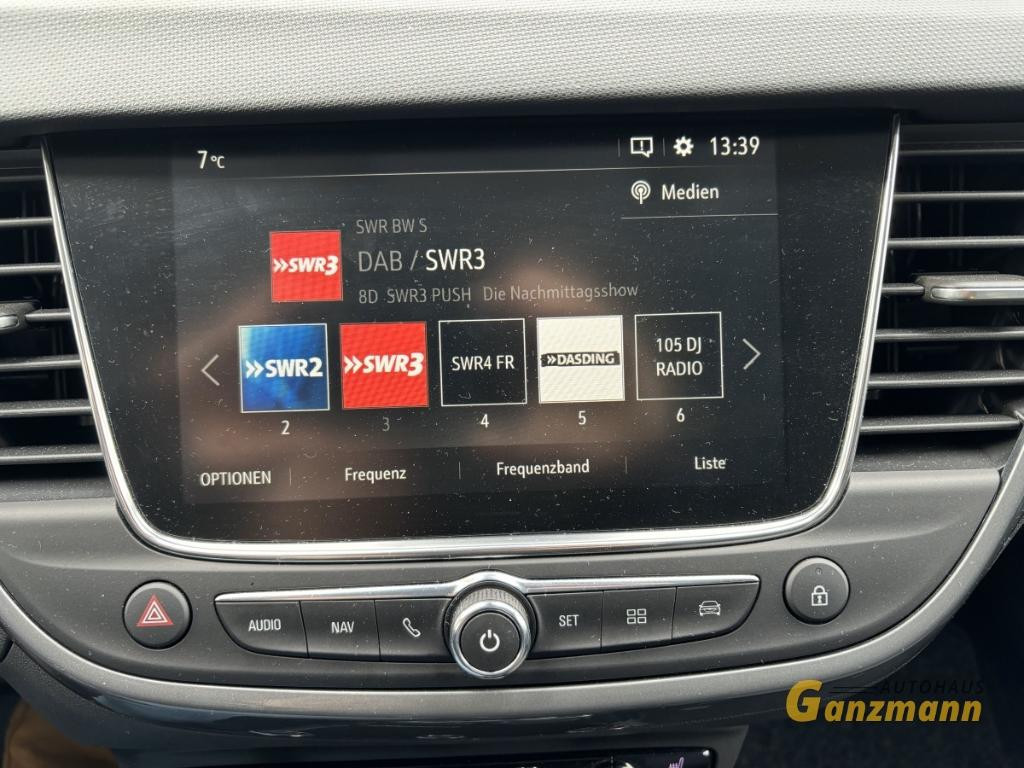 7 °C
13:39
Medien
SWR BW S
»SWR3
DAB / SWR3
8D SWR3 PUSH Die Nachmittagsshow
»SWR2
»SWR3
SWR4 FR
»DASDING
105 DJ
RADIO
2
3
4
5
6
OPTIONEN
Frequenz
Frequenzband
Liste
AUDIO
NAV
SET
AUTOHAUS
Ganzmann